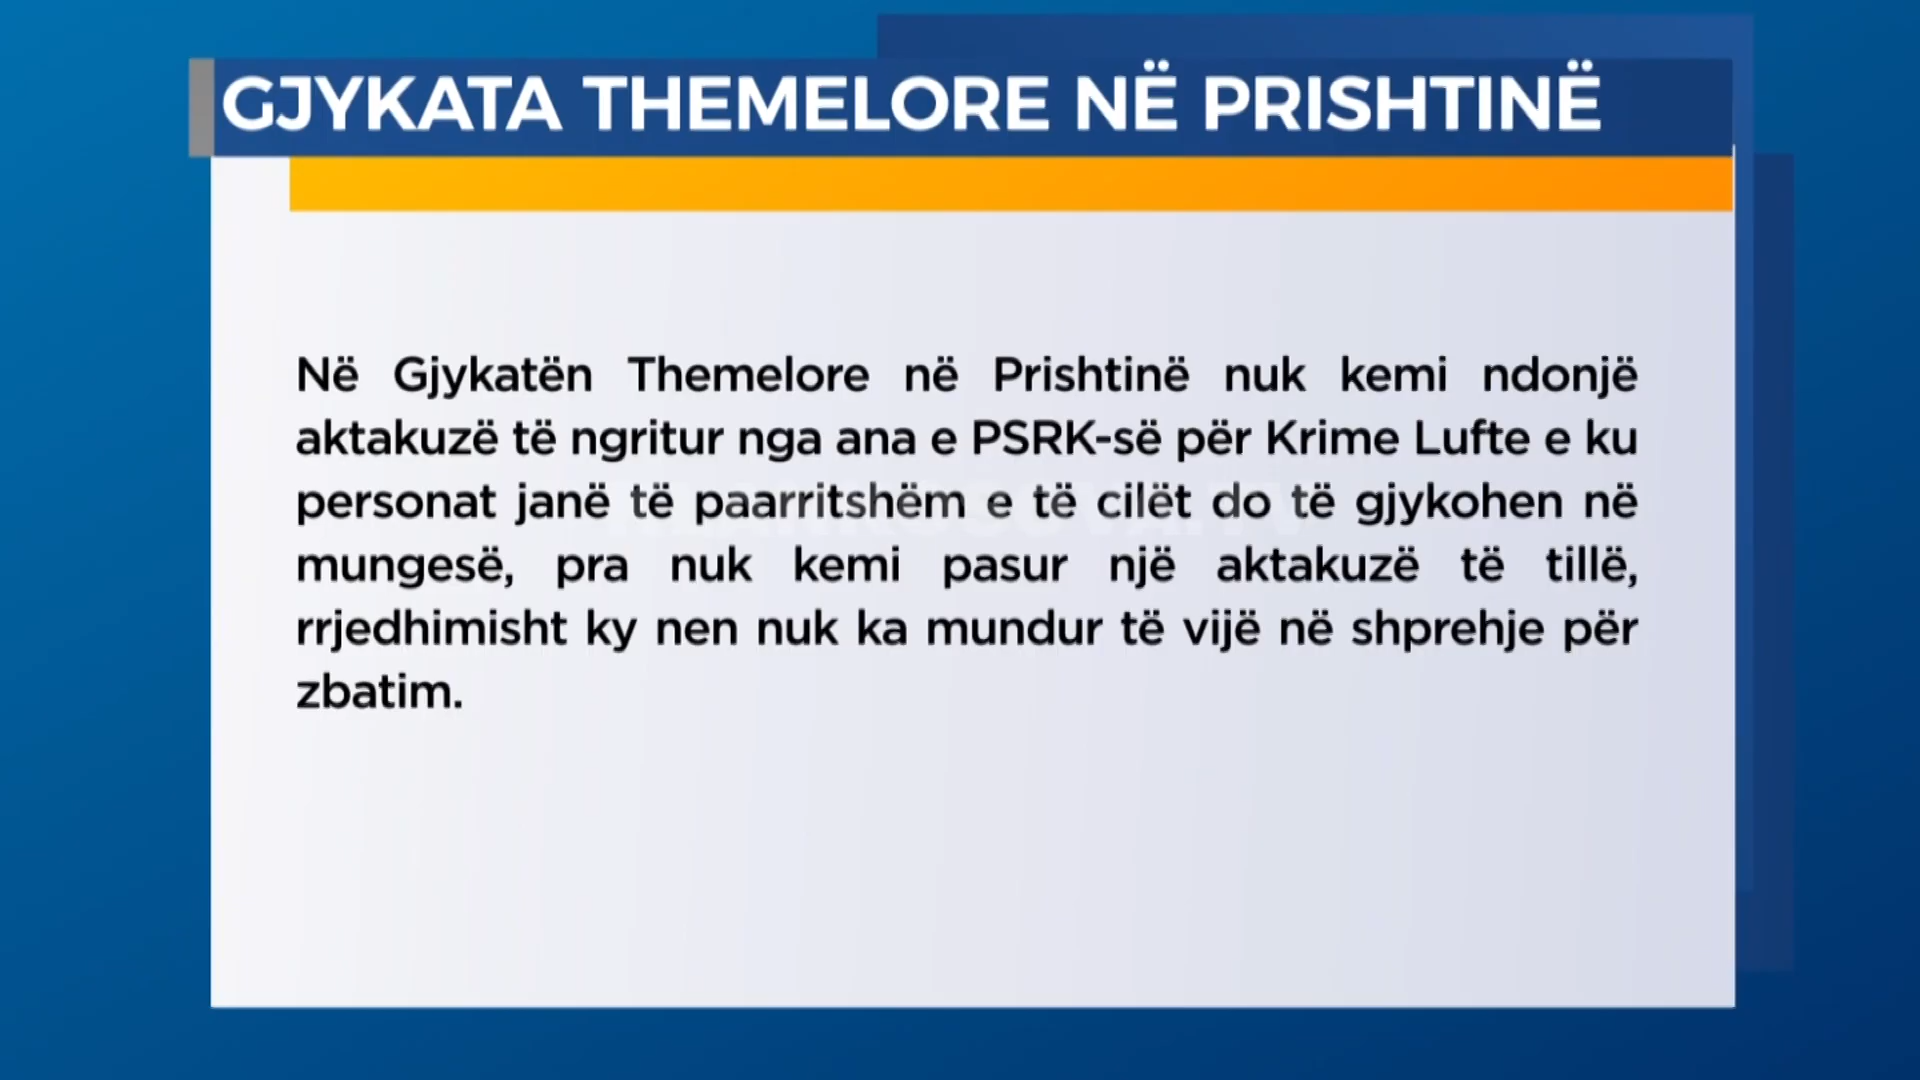 GJYKATA THEMELORE NË PRISHTINË
Në Gjykatën Themelore në Prishtinë nuk kemi ndonjë
aktakuzë të ngritur nga ana e PSRK-së për Krime Lufte e ku
personat janë të paarritshëm e të cilët do të gjykohen në
mungesë, pra nuk kemi pasur një aktakuzë të tillë,
rrjedhimisht ky nen nuk ka mundur të vijë në shprehje për
zbatim.